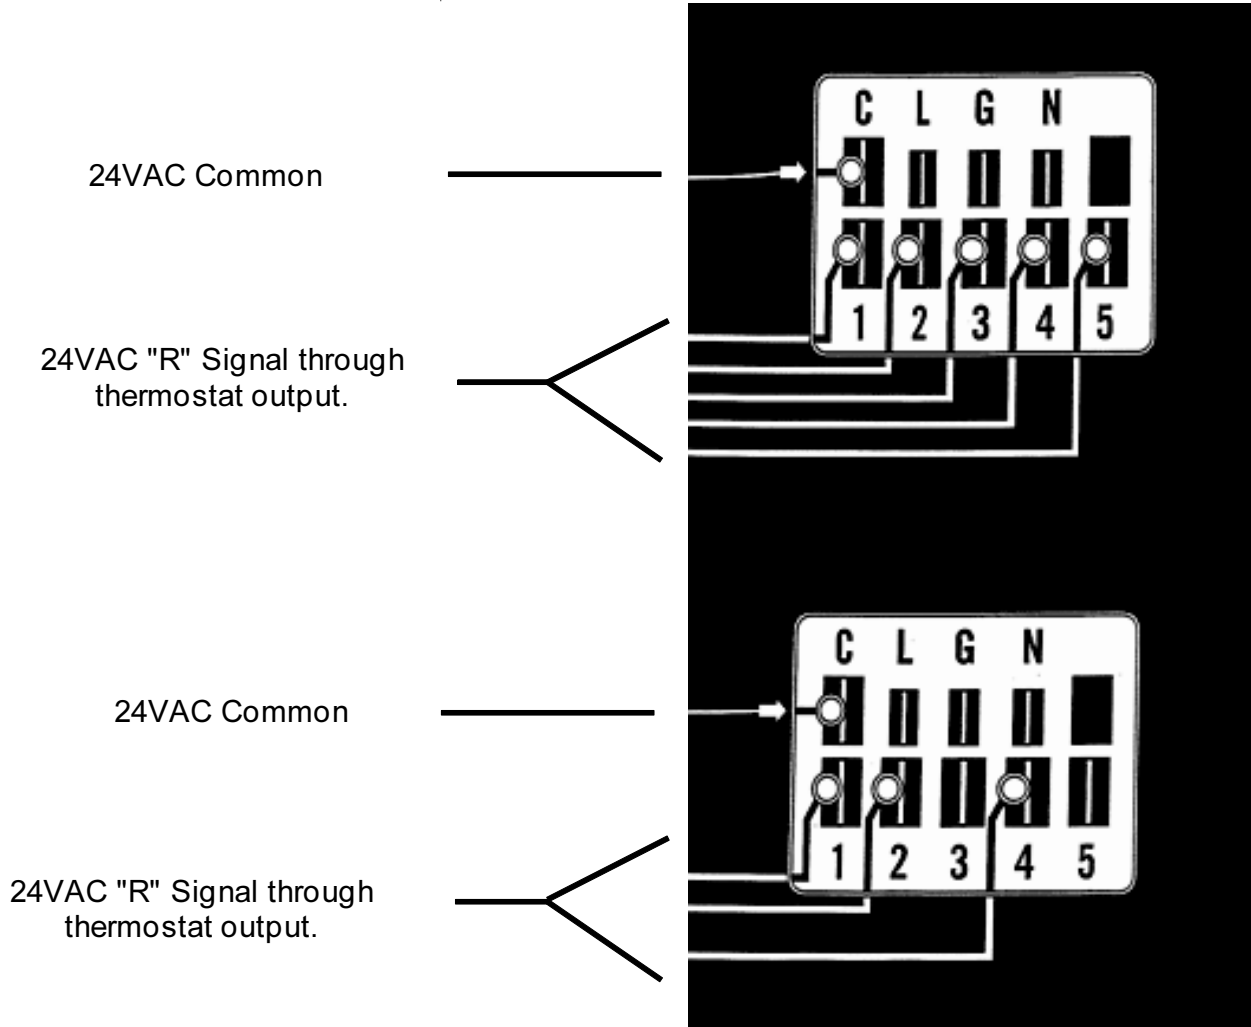 C L G N
24VAC Common
1 2 3 4 5
24VAC "R" Signal through
thermostat output.
C L G N
24VAC Common
1 2 3 4 5
24VAC "R" Signal through
thermostat output.